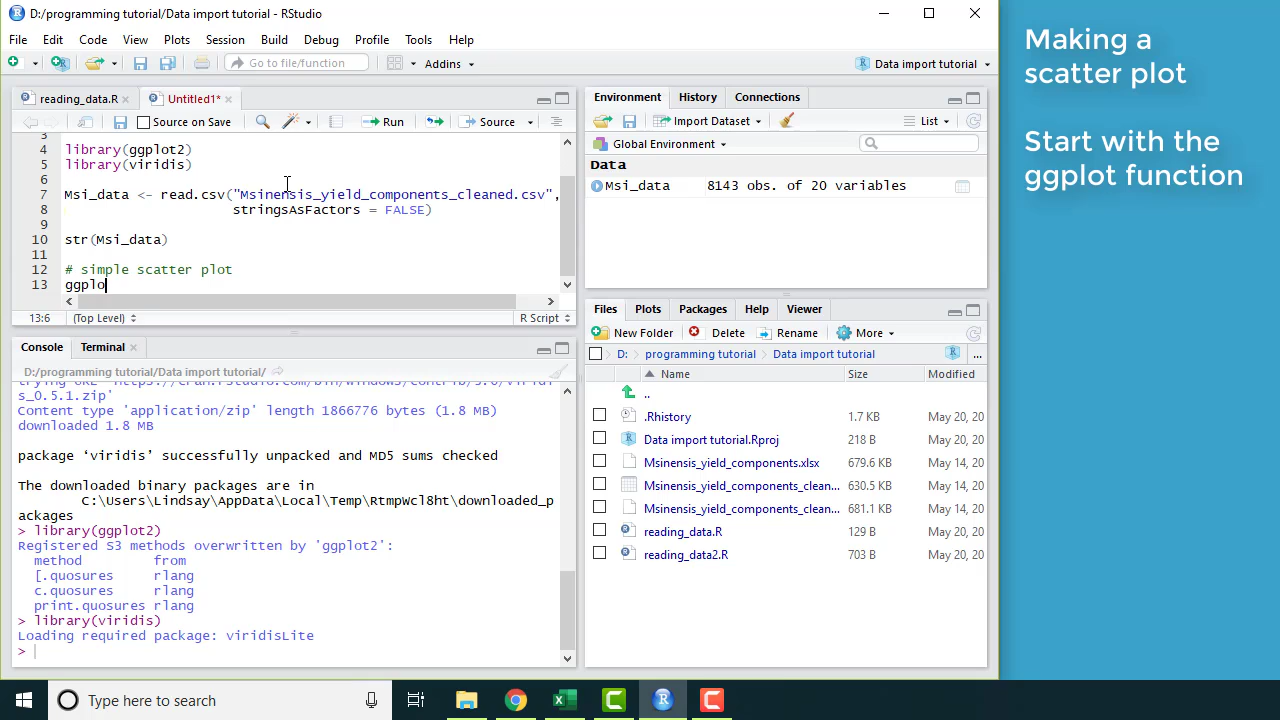 D:/programming tutorial/Data import tutorial - RStudio
File Edit Code View Plots Session Build Debug Profile Tools Help
Go to file/function Addins Data import tutorial
reading_data.R Untitled1*
Source on Save Run Source
3
4 library(ggplot2)
5 library(viridis)
6
7 Msi_data <- read.csv("Msinensis_yield_components_cleaned.csv",
8 stringsAsFactors = FALSE)
9
10 str(Msi_data)
11
12 # simple scatter plot
13 ggplo
13:6 (Top Level) R Script
Console Terminal
D:/programming tutorial/Data import tutorial/
s_0.5.1.zip'
Content type 'application/zip' length 1866776 bytes (1.8 MB)
downloaded 1.8 MB
package ‘viridis’ successfully unpacked and MD5 sums checked
The downloaded binary packages are in
C:\Users\Lindsay\AppData\Local\Temp\RtmpWcl8ht\downloaded_p
ackages
> library(ggplot2)
Registered S3 methods overwritten by 'ggplot2':
method from
[.quosures rlang
c.quosures rlang
print.quosures rlang
> library(viridis)
Loading required package: viridisLite
>
Environment History Connections
Import Dataset List
Global Environment
Data
Msi_data 8143 obs. of 20 variables
Files Plots Packages Help Viewer
New Folder Delete Rename More
D: programming tutorial Data import tutorial ...
Name Size Modified
..
.Rhistory 1.7 KB May 20, 20
Data import tutorial.Rproj 218 B May 20, 20
Msinensis_yield_components.xlsx 679.6 KB May 14, 20
Msinensis_yield_components_clean... 630.5 KB May 14, 20
Msinensis_yield_components_clean... 681.1 KB May 14, 20
reading_data.R 129 B May 20, 20
reading_data2.R 703 B May 20, 20
Making a
scatter plot
Start with the
ggplot function
Type here to search